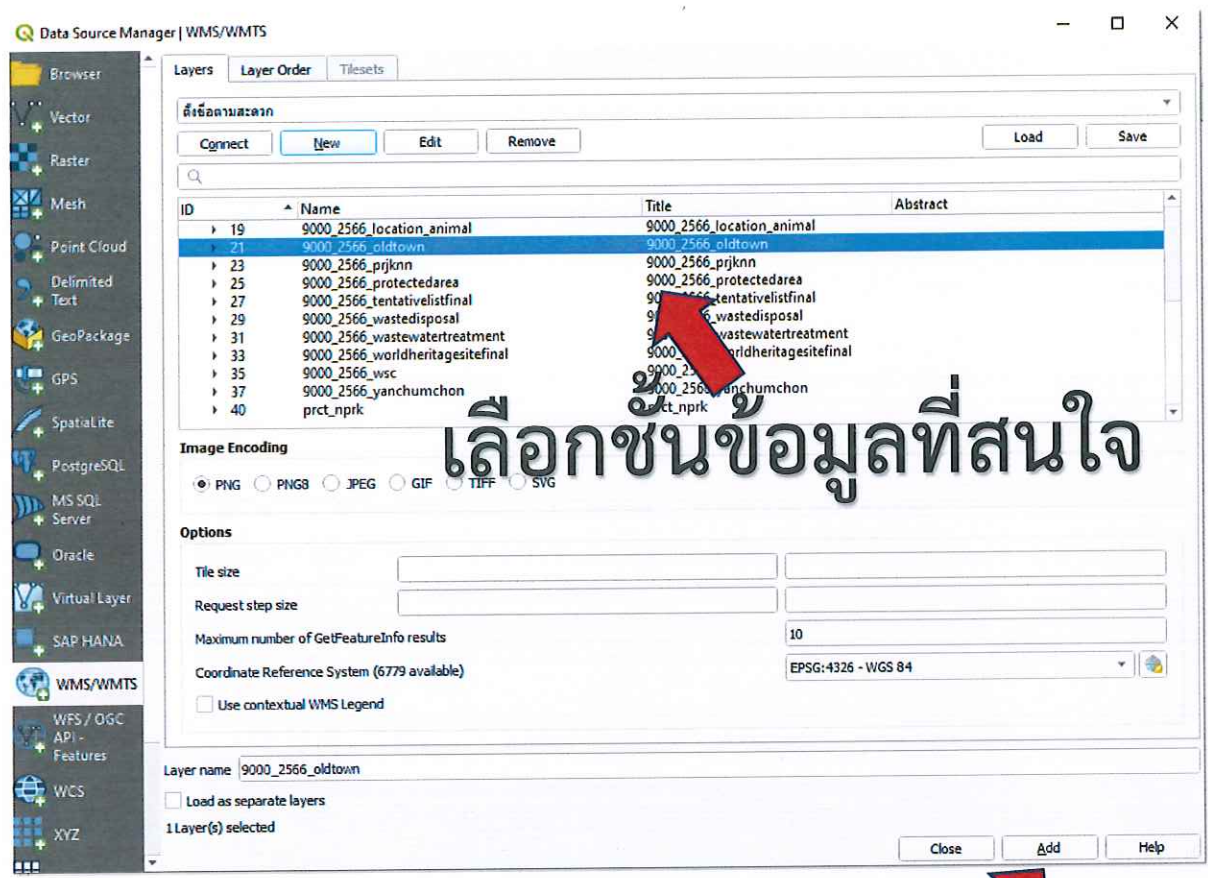 Data Source Manager | WMS/WMTS
Browser
Vector
Raster
Mesh
Point Cloud
Delimited
Text
GeoPackage
GPS
SpatiaLite
PostgreSQL
MS SQL
Server
Oracle
Virtual Layer
SAP HANA
WMS/WMTS
WFS / OGC
API -
Features
WCS
XYZ
Layers Layer Order Tilesets
ตั้งชื่อตามสะดวก
Connect New Edit Remove Load Save
ID Name Title Abstract
19 9000_2566_location_animal 9000_2566_location_animal
21 9000_2566_oldtown 9000_2566_oldtown
23 9000_2566_prjknn 9000_2566_prjknn
25 9000_2566_protectedarea 9000_2566_protectedarea
27 9000_2566_tentativelistfinal
29 9000_2566_wastedisposal
31 9000_2566_wastewatertreatment
33 9000_2566_worldheritagesitefinal
35 9000_2566_wsc
37 9000_2566_yanchumchon
40 prct_nprk
เลือกชั้นข้อมูลที่สนใจ
Image Encoding
PNG PNG8 JPEG GIF TIFF SVG
Options
Tile size
Request step size
Maximum number of GetFeatureInfo results 10
Coordinate Reference System (6779 available) EPSG:4326 - WGS 84
Use contextual WMS Legend
Layer name 9000_2566_oldtown
Load as separate layers
1 Layer(s) selected
Close Add Help